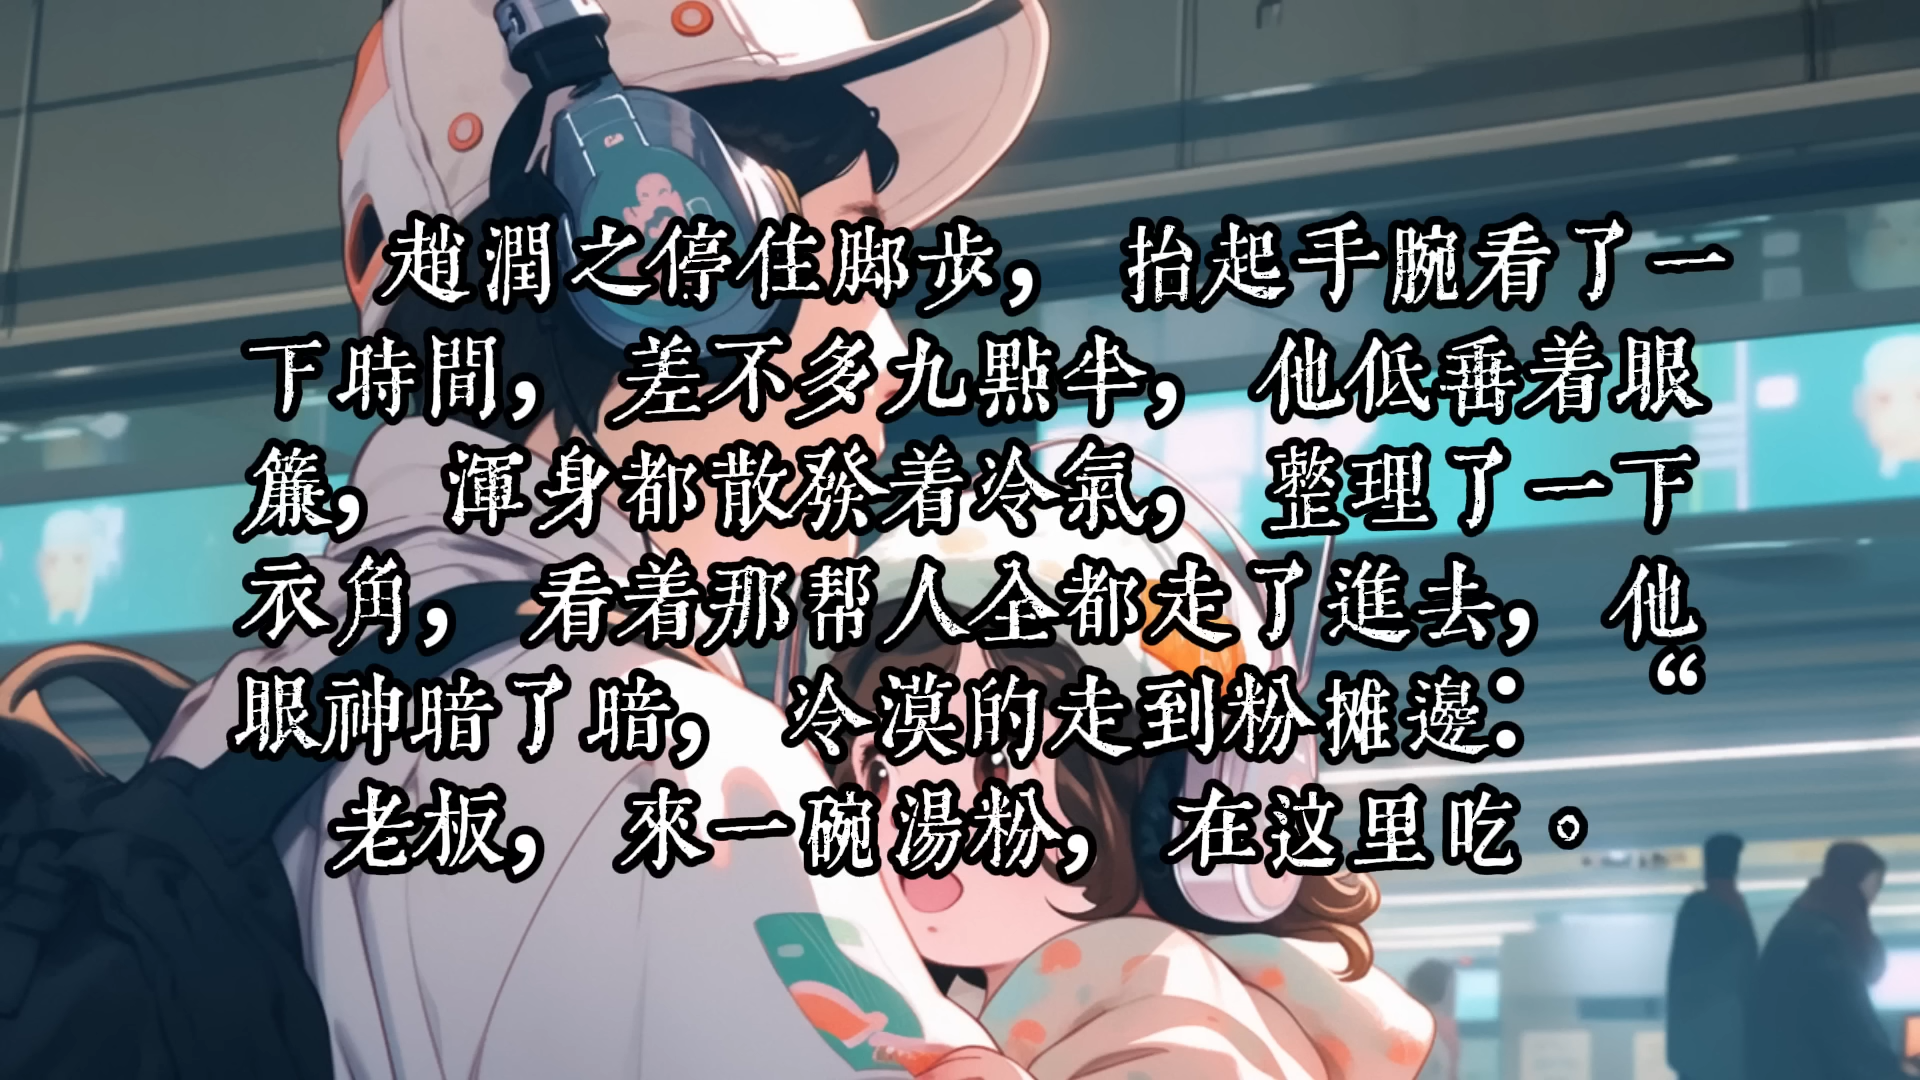 趙潤之停住脚步，抬起手腕看了一
下時間，差不多九點半，他低垂着眼
簾，渾身都散發着冷氣，整理了一下
衣角，看着那帮人全都走了進去，他
眼神暗了暗，冷漠的走到粉攤邊：“
老板，來一碗湯粉，在这里吃。